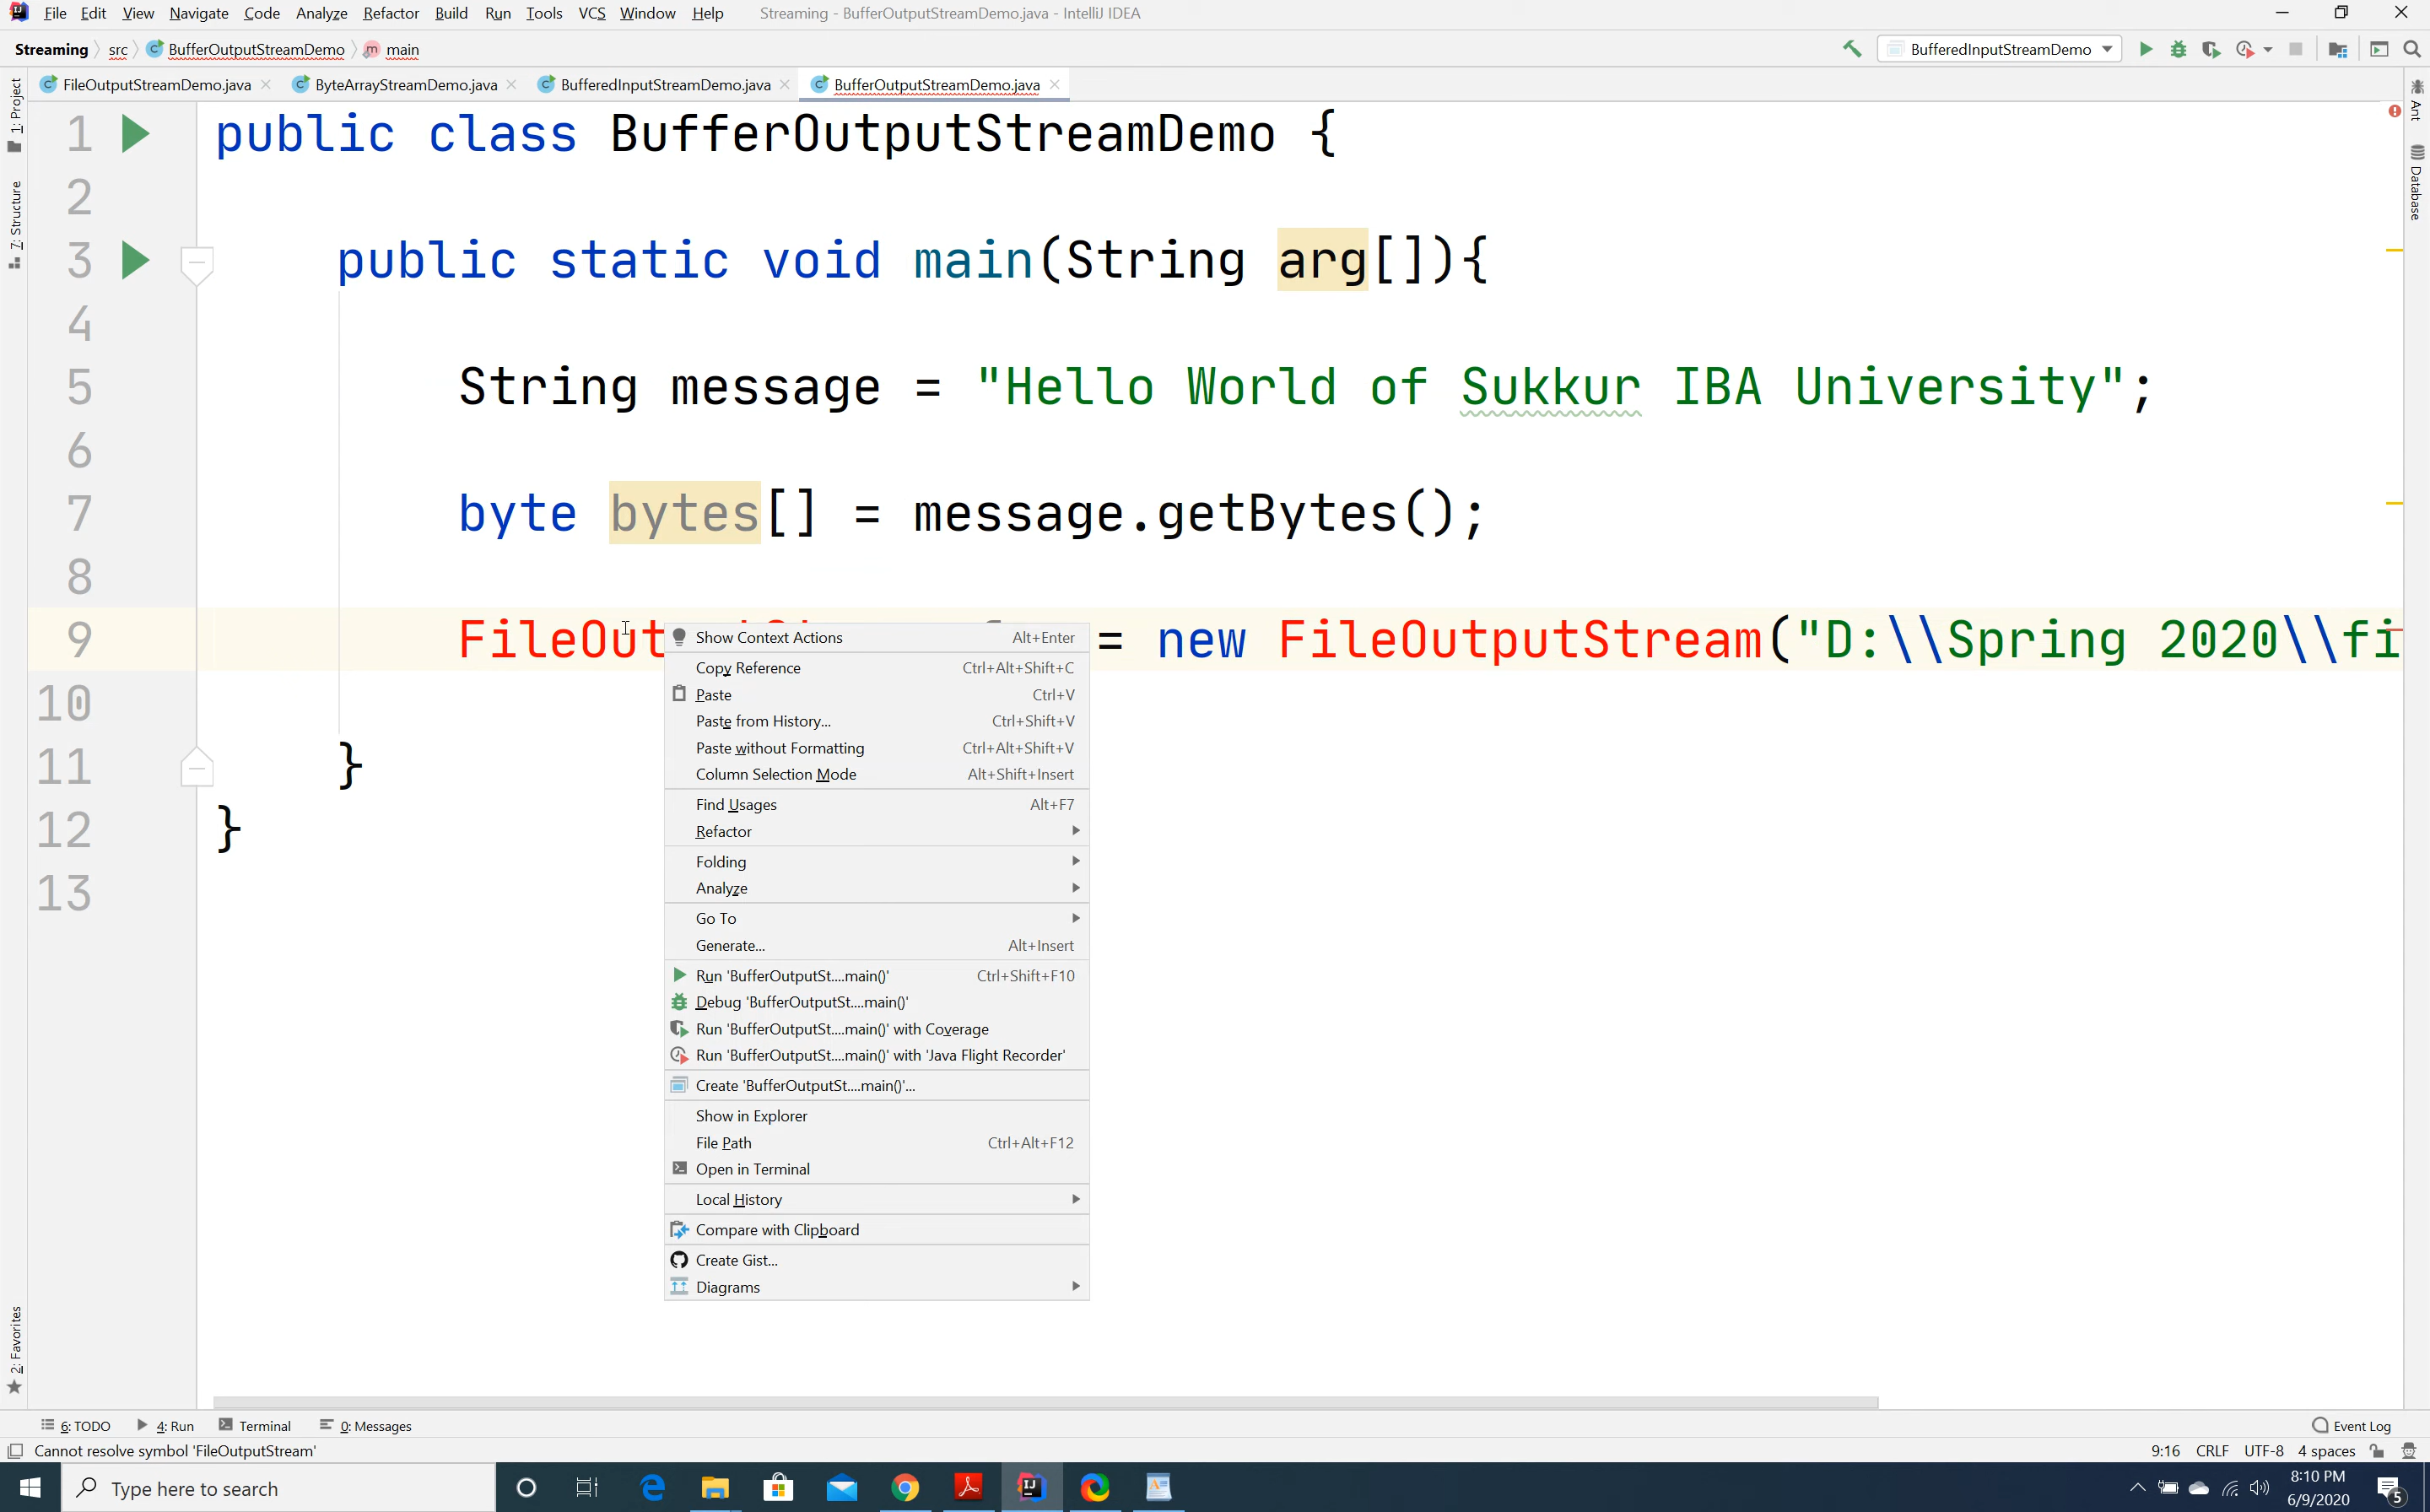 File Edit View Navigate Code Analyze Refactor Build Run Tools VCS Window Help Streaming - BufferOutputStreamDemo.java - IntelliJ IDEA
Streaming src BufferOutputStreamDemo main BufferedInputStreamDemo
FileOutputStreamDemo.java ByteArrayStreamDemo.java BufferedInputStreamDemo.java BufferOutputStreamDemo.java
1: Project
7: Structure
2: Favorites
Ant
Database
1 public class BufferOutputStreamDemo {
2
3 public static void main(String arg[]){
4
5 String message = "Hello World of Sukkur IBA University";
6
7 byte bytes[] = message.getBytes();
8
9 FileOut = new FileOutputStream("D:\\Spring 2020\\fi
10
11 }
12 }
13
Show Context Actions Alt+Enter
Copy Reference Ctrl+Alt+Shift+C
Paste Ctrl+V
Paste from History... Ctrl+Shift+V
Paste without Formatting Ctrl+Alt+Shift+V
Column Selection Mode Alt+Shift+Insert
Find Usages Alt+F7
Refactor
Folding
Analyze
Go To
Generate... Alt+Insert
Run 'BufferOutputSt....main()' Ctrl+Shift+F10
Debug 'BufferOutputSt....main()'
Run 'BufferOutputSt....main()' with Coverage
Run 'BufferOutputSt....main()' with 'Java Flight Recorder'
Create 'BufferOutputSt....main()'...
Show in Explorer
File Path Ctrl+Alt+F12
Open in Terminal
Local History
Compare with Clipboard
Create Gist...
Diagrams
6: TODO 4: Run Terminal 0: Messages Event Log
Cannot resolve symbol 'FileOutputStream' 9:16 CRLF UTF-8 4 spaces
Type here to search
8:10 PM
6/9/2020
5